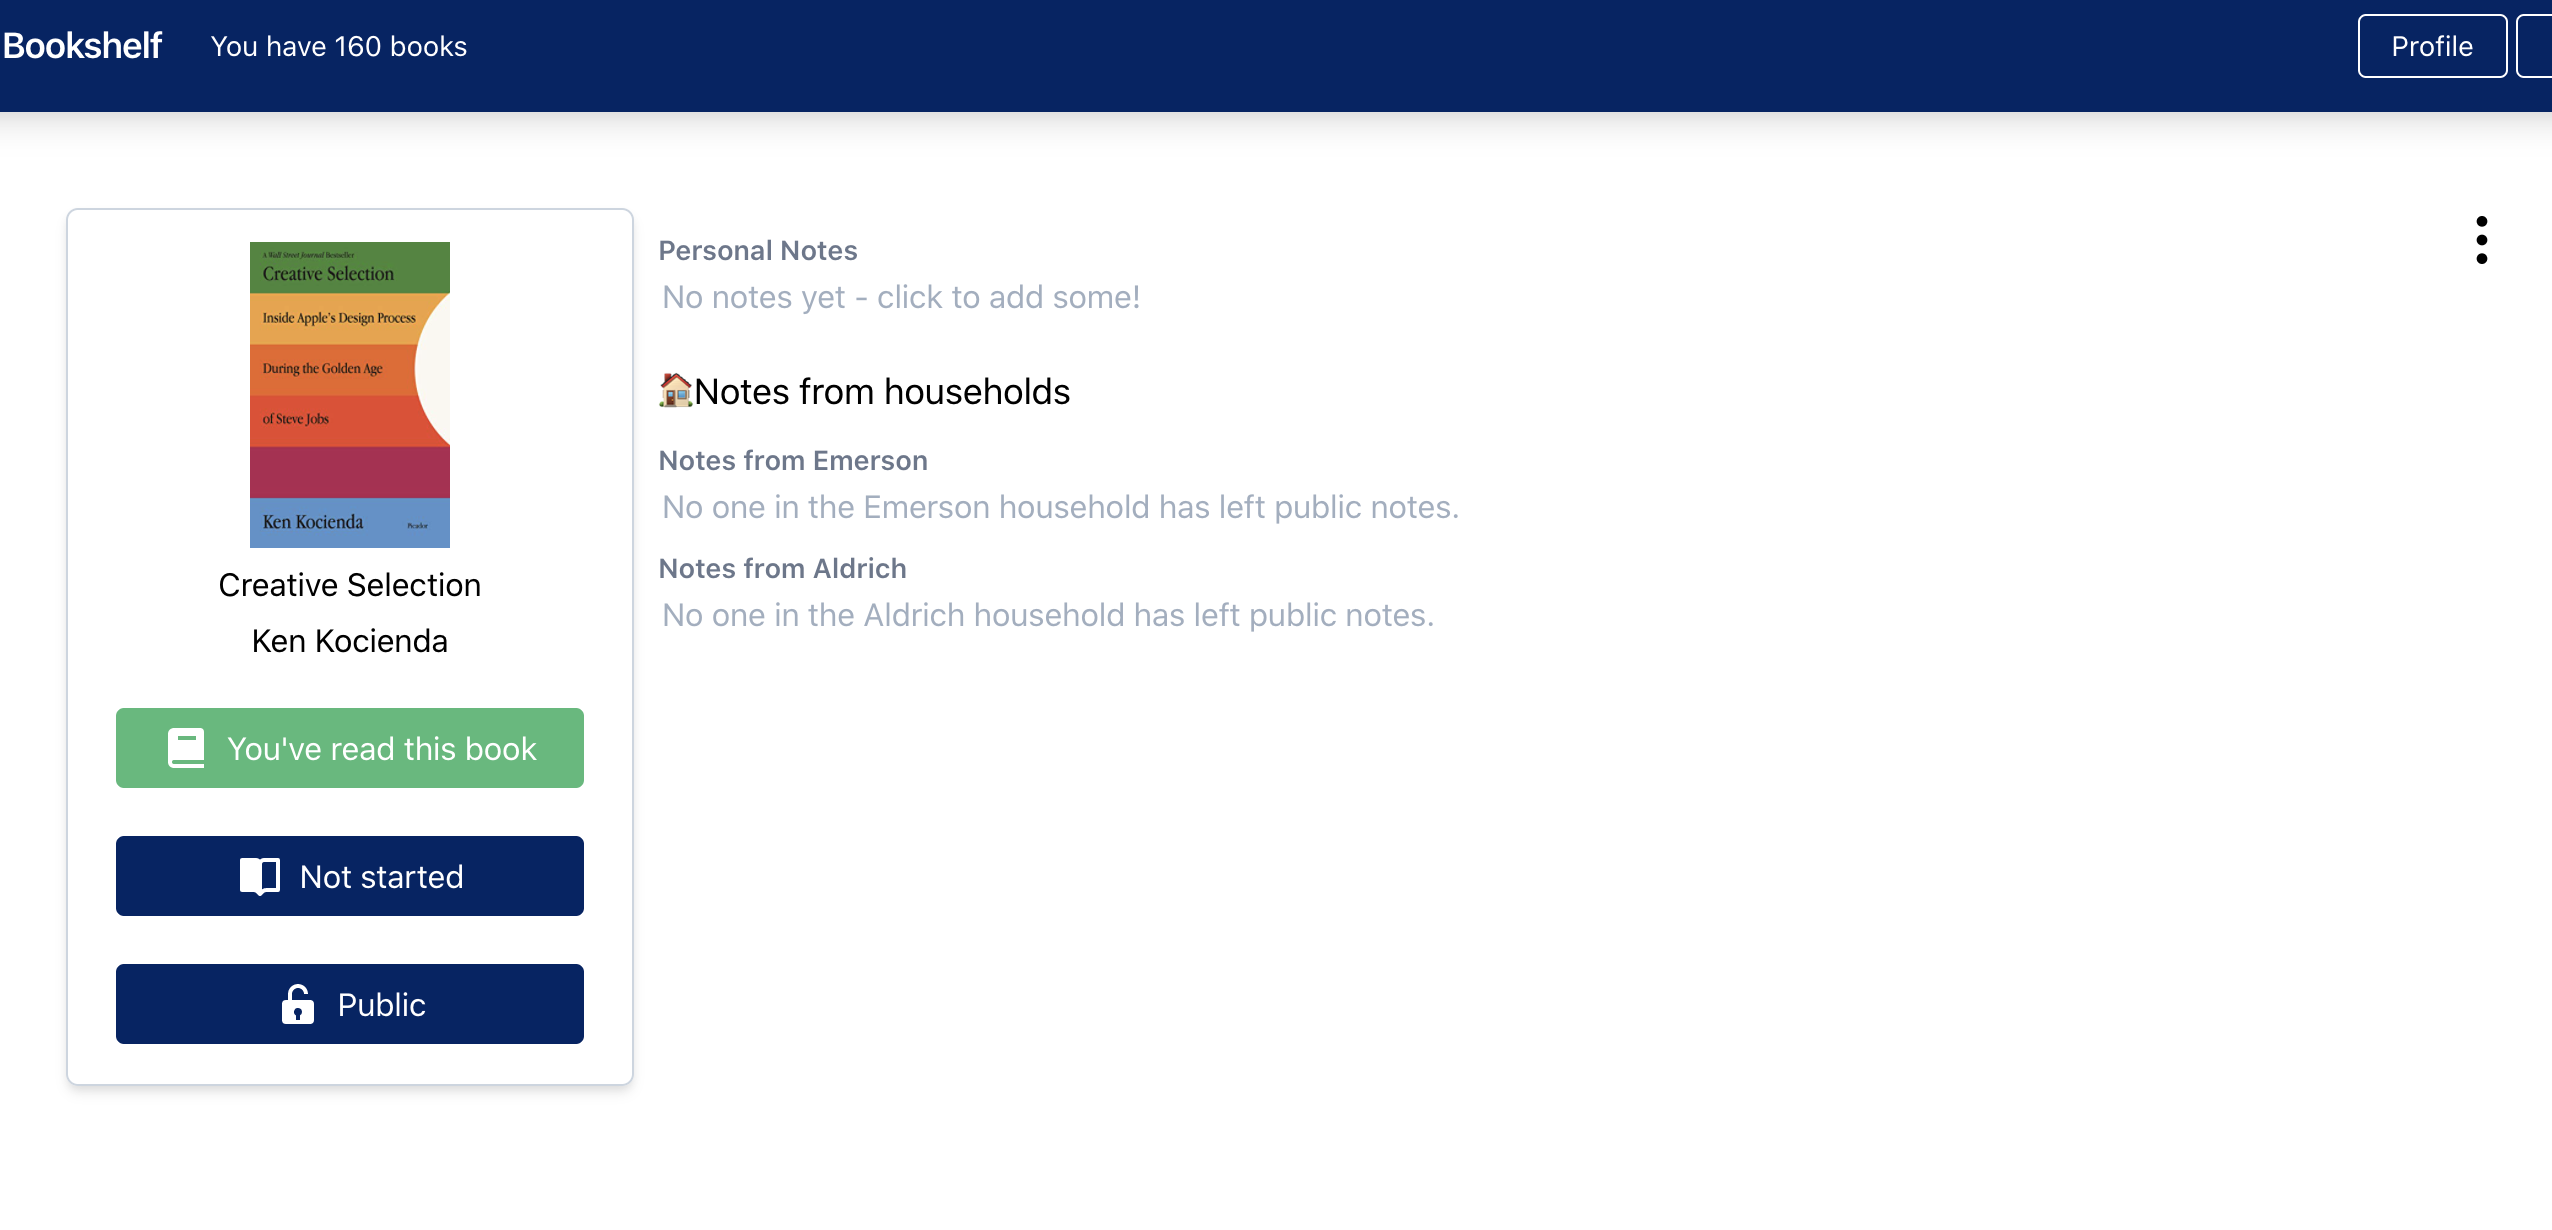 Bookshelf
You have 160 books
Profile
A Wall Street Journal Bestseller
Creative Selection
Inside Apple's Design Process
During the Golden Age
of Steve Jobs
Ken Kocienda
Picador
Creative Selection
Ken Kocienda
You've read this book
Not started
Public
Personal Notes
No notes yet - click to add some!
🏠Notes from households
Notes from Emerson
No one in the Emerson household has left public notes.
Notes from Aldrich
No one in the Aldrich household has left public notes.